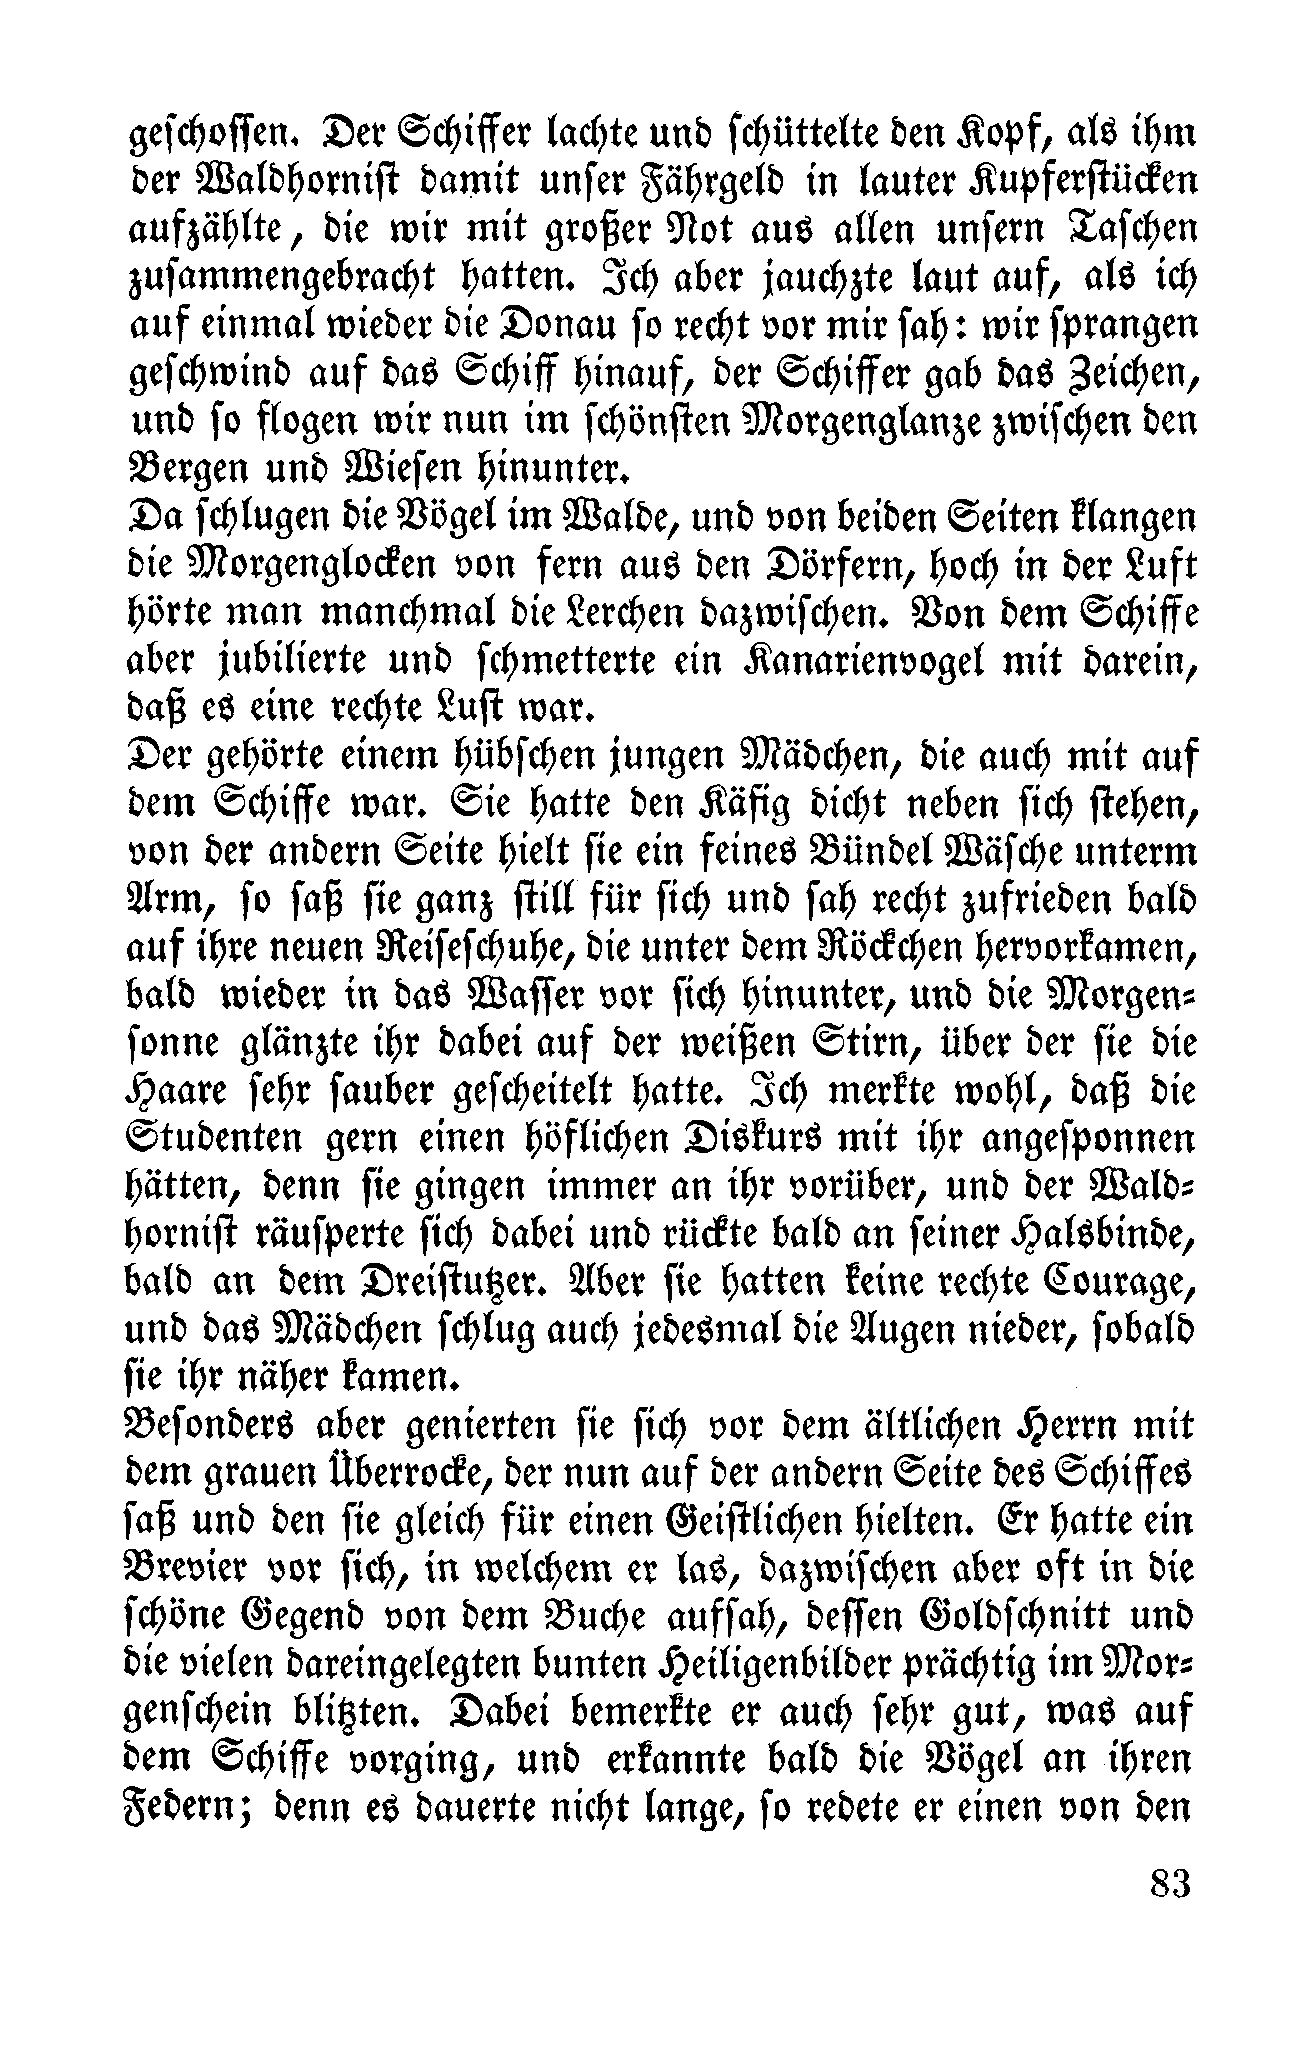 geschossen. Der Schiffer lachte und schüttelte den Kopf, als ihm
der Waldhornist damit unser Fährgeld in lauter Kupferstücken
aufzählte, die wir mit großer Not aus allen unsern Taschen
zusammengebracht hatten. Ich aber jauchzte laut auf, als ich
auf einmal wieder die Donau so recht vor mir sah: wir sprangen
geschwind auf das Schiff hinauf, der Schiffer gab das Zeichen,
und so flogen wir nun im schönsten Morgenglanze zwischen den
Bergen und Wiesen hinunter.
Da schlugen die Vögel im Walde, und von beiden Seiten klangen
die Morgenglocken von fern aus den Dörfern, hoch in der Luft
hörte man manchmal die Lerchen dazwischen. Von dem Schiffe
aber jubilierte und schmetterte ein Kanarienvogel mit darein,
daß es eine rechte Lust war.
Der gehörte einem hübschen jungen Mädchen, die auch mit auf
dem Schiffe war. Sie hatte den Käfig dicht neben sich stehen,
von der andern Seite hielt sie ein feines Bündel Wäsche unterm
Arm, so saß sie ganz still für sich und sah recht zufrieden bald
auf ihre neuen Reiseschuhe, die unter dem Röckchen hervorkamen,
bald wieder in das Wasser vor sich hinunter, und die Morgen-
sonne glänzte ihr dabei auf der weißen Stirn, über der sie die
Haare sehr sauber gescheitelt hatte. Ich merkte wohl, daß die
Studenten gern einen höflichen Diskurs mit ihr angesponnen
hätten, denn sie gingen immer an ihr vorüber, und der Wald-
hornist räusperte sich dabei und rückte bald an seiner Halsbinde,
bald an dem Dreistutzer. Aber sie hatten keine rechte Courage,
und das Mädchen schlug auch jedesmal die Augen nieder, sobald
sie ihr näher kamen.
Besonders aber genierten sie sich vor dem ältlichen Herrn mit
dem grauen Überrocke, der nun auf der andern Seite des Schiffes
saß und den sie gleich für einen Geistlichen hielten. Er hatte ein
Brevier vor sich, in welchem er las, dazwischen aber oft in die
schöne Gegend von dem Buche aufsah, dessen Goldschnitt und
die vielen dareingelegten bunten Heiligenbilder prächtig im Mor-
genschein blitzten. Dabei bemerkte er auch sehr gut, was auf
dem Schiffe vorging, und erkannte bald die Vögel an ihren
Federn; denn es dauerte nicht lange, so redete er einen von den
83